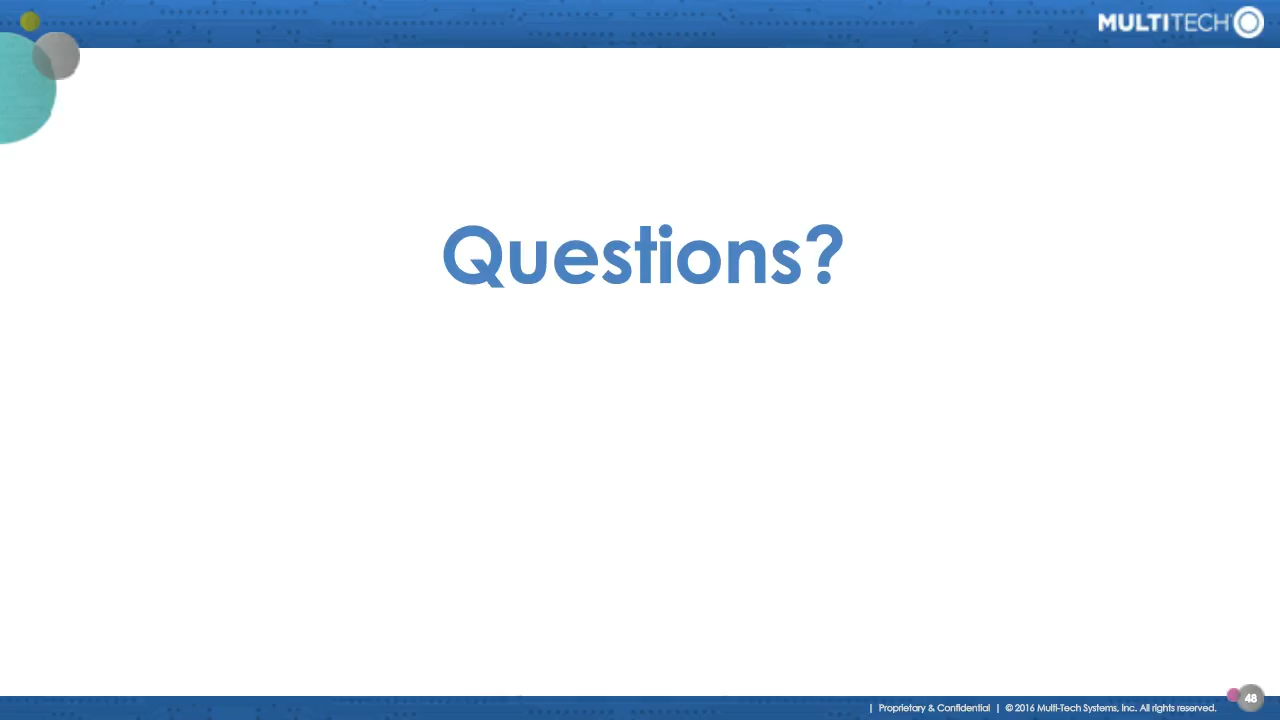 MULTITECH
Questions?
| Proprietary & Confidential | © 2016 Multi-Tech Systems, Inc. All rights reserved.
48